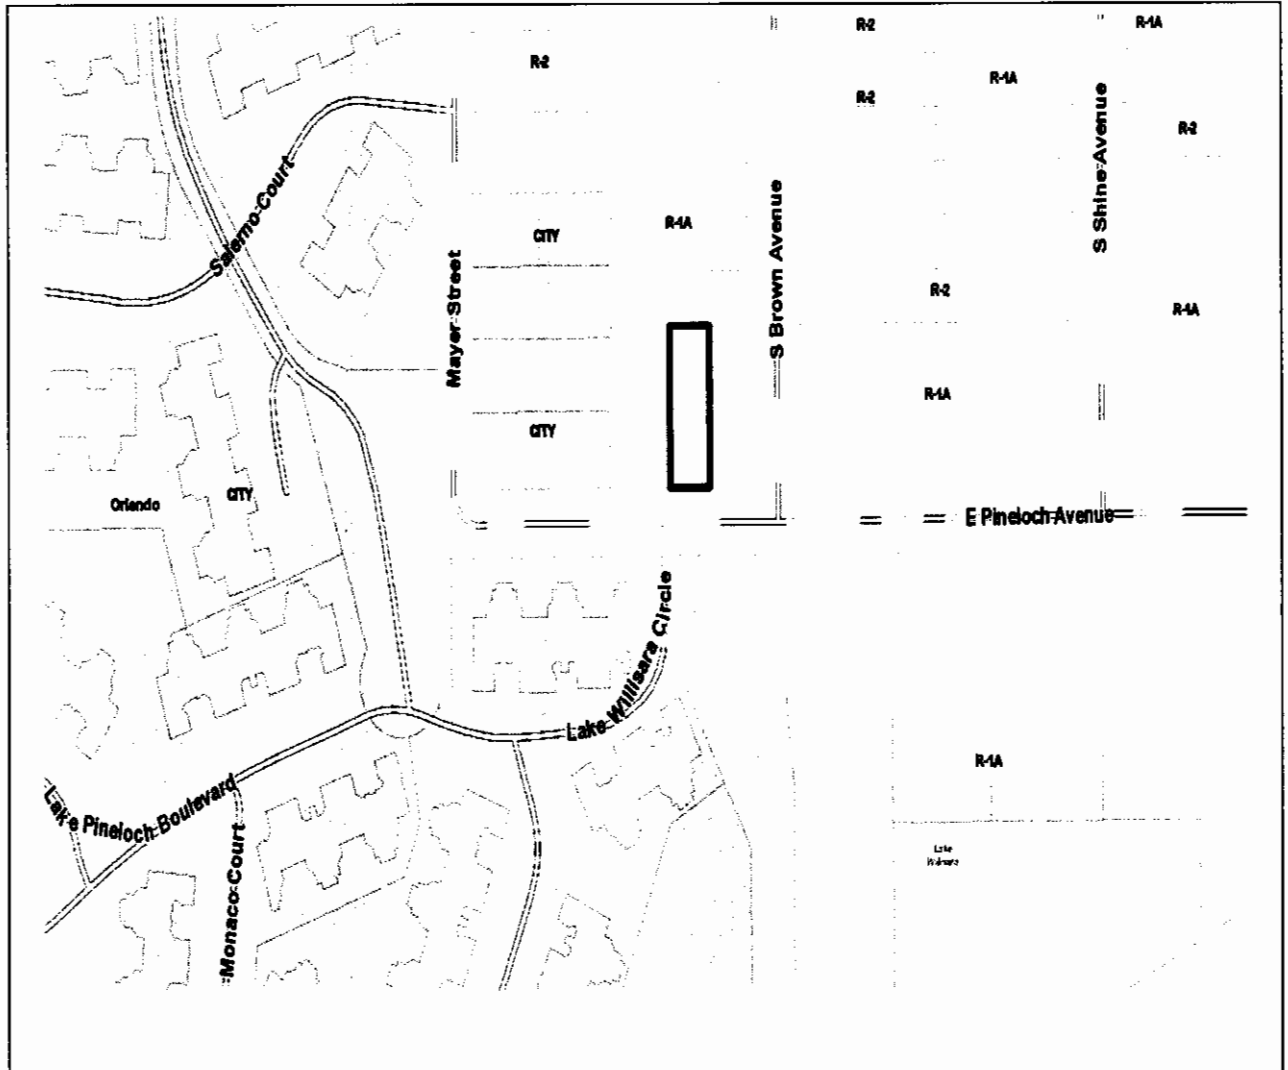 R-2
R-1A
R-2
R-1A
R-2
R-2
S Shine Avenue
Salerno Court
S Brown Avenue
R-1A
CITY
Mayer Street
R-2
R-1A
R-1A
CITY
CITY
Orlando
E Pineloch Avenue
Lake Willisara Circle
R-1A
Lake Pineloch Boulevard
Monaco Court
Lake